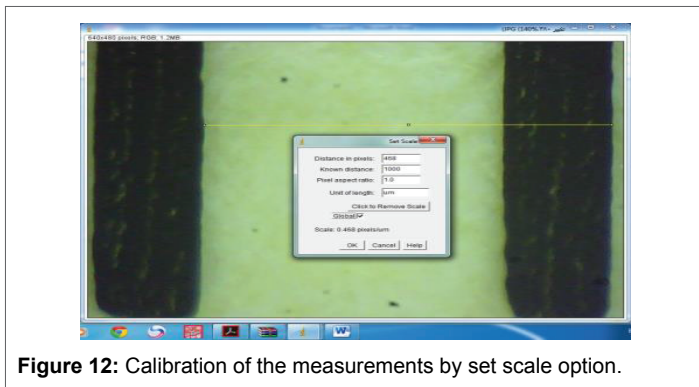 (JPG (140%)
640x480 pixels; RGB; 1.2MB
Set Scale
Distance in pixels: 468
Known distance: 1000
Pixel aspect ratio: 1.0
Unit of length: um
Click to Remove Scale
Global
Scale: 0.468 pixels/um
OK Cancel Help
W
Figure 12: Calibration of the measurements by set scale option.